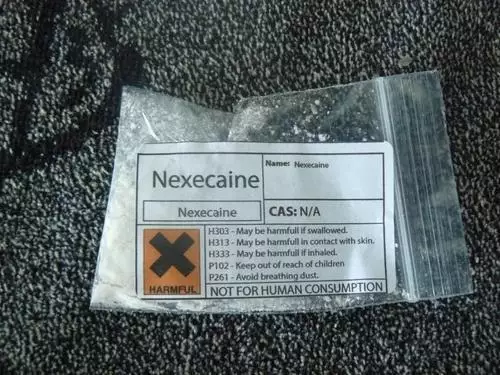 Nexecaine
Name: Nexecaine
Nexecaine
CAS: N/A
H303 - May be harmfull if swallowed.
H313 - May be harmfull in contact with skin.
H333 - May be harmfull if inhaled.
P102 - Keep out of reach of children
P261 - Avoid breathing dust.
HARMFUL
NOT FOR HUMAN CONSUMPTION